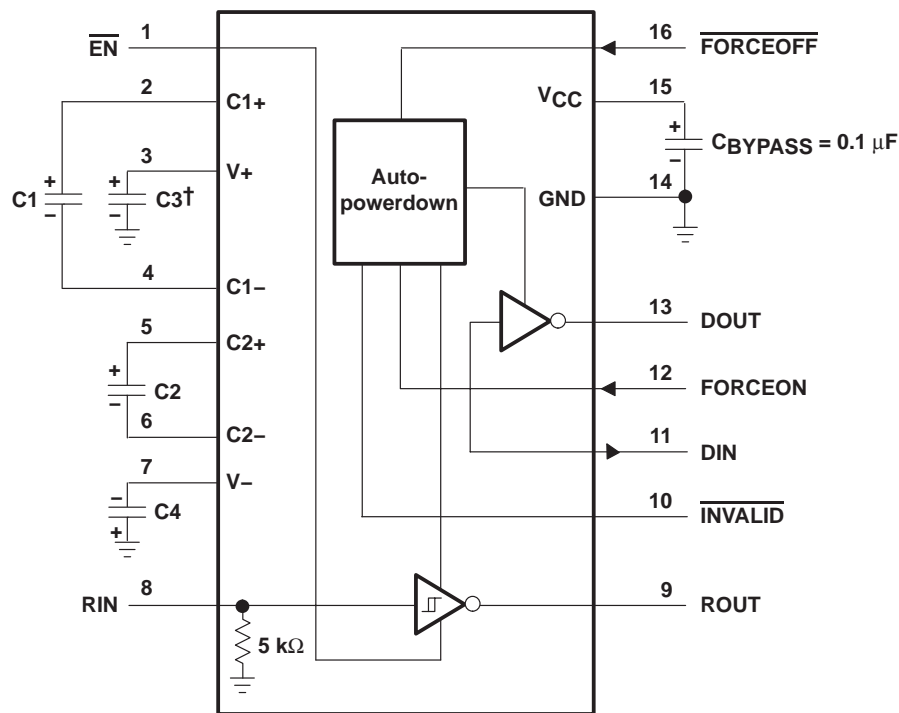 1
EN
16
FORCEOFF
2
C1+
VCC
15
+
CBYPASS = 0.1 μF
−
3
V+
Auto-
powerdown
14
GND
+
C1
−
+
C3†
−
4
C1−
13
DOUT
5
C2+
12
FORCEON
+
C2
−
6
C2−
11
DIN
7
V−
10
INVALID
−
C4
+
8
RIN
9
ROUT
5 kΩ